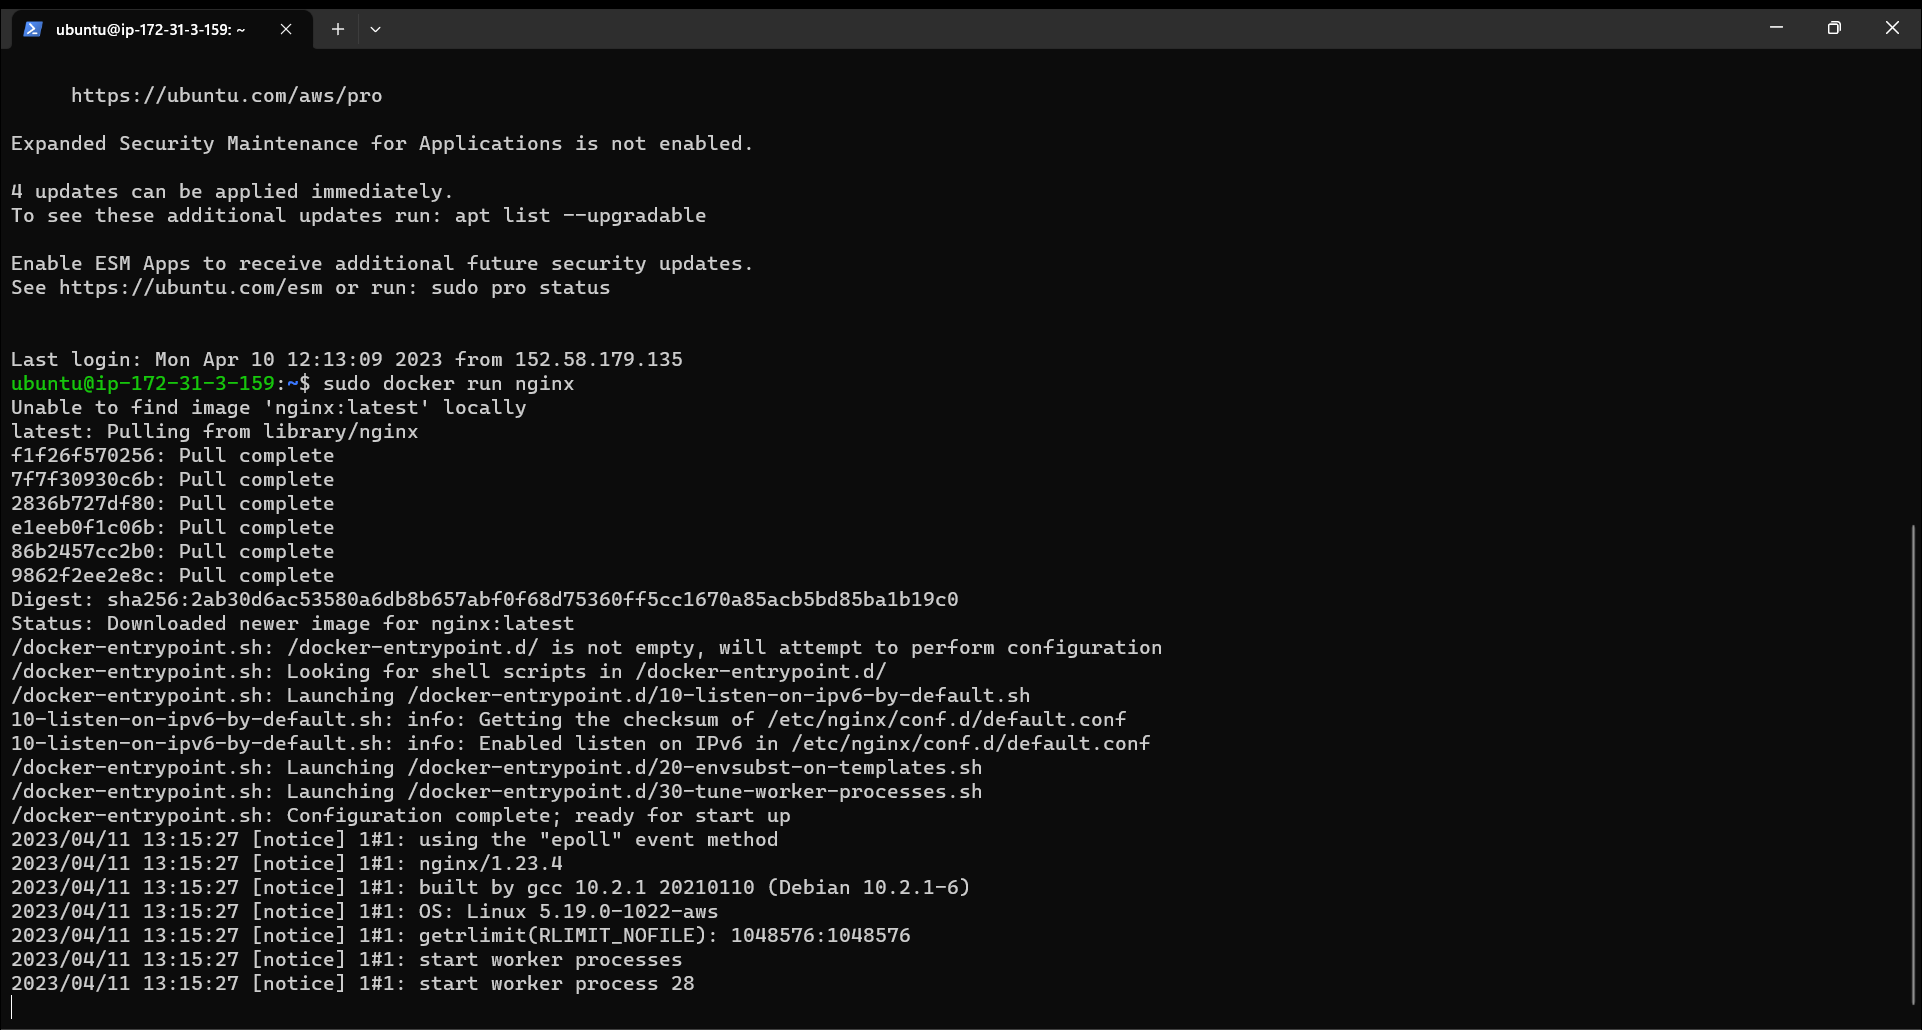 ubuntu@ip-172-31-3-159: ~
https://ubuntu.com/aws/pro
Expanded Security Maintenance for Applications is not enabled.
4 updates can be applied immediately.
To see these additional updates run: apt list --upgradable
Enable ESM Apps to receive additional future security updates.
See https://ubuntu.com/esm or run: sudo pro status
Last login: Mon Apr 10 12:13:09 2023 from 152.58.179.135
ubuntu@ip-172-31-3-159:~$ sudo docker run nginx
Unable to find image 'nginx:latest' locally
latest: Pulling from library/nginx
f1f26f570256: Pull complete
7f7f30930c6b: Pull complete
2836b727df80: Pull complete
e1eeb0f1c06b: Pull complete
86b2457cc2b0: Pull complete
9862f2ee2e8c: Pull complete
Digest: sha256:2ab30d6ac53580a6db8b657abf0f68d75360ff5cc1670a85acb5bd85ba1b19c0
Status: Downloaded newer image for nginx:latest
/docker-entrypoint.sh: /docker-entrypoint.d/ is not empty, will attempt to perform configuration
/docker-entrypoint.sh: Looking for shell scripts in /docker-entrypoint.d/
/docker-entrypoint.sh: Launching /docker-entrypoint.d/10-listen-on-ipv6-by-default.sh
10-listen-on-ipv6-by-default.sh: info: Getting the checksum of /etc/nginx/conf.d/default.conf
10-listen-on-ipv6-by-default.sh: info: Enabled listen on IPv6 in /etc/nginx/conf.d/default.conf
/docker-entrypoint.sh: Launching /docker-entrypoint.d/20-envsubst-on-templates.sh
/docker-entrypoint.sh: Launching /docker-entrypoint.d/30-tune-worker-processes.sh
/docker-entrypoint.sh: Configuration complete; ready for start up
2023/04/11 13:15:27 [notice] 1#1: using the "epoll" event method
2023/04/11 13:15:27 [notice] 1#1: nginx/1.23.4
2023/04/11 13:15:27 [notice] 1#1: built by gcc 10.2.1 20210110 (Debian 10.2.1-6)
2023/04/11 13:15:27 [notice] 1#1: OS: Linux 5.19.0-1022-aws
2023/04/11 13:15:27 [notice] 1#1: getrlimit(RLIMIT_NOFILE): 1048576:1048576
2023/04/11 13:15:27 [notice] 1#1: start worker processes
2023/04/11 13:15:27 [notice] 1#1: start worker process 28